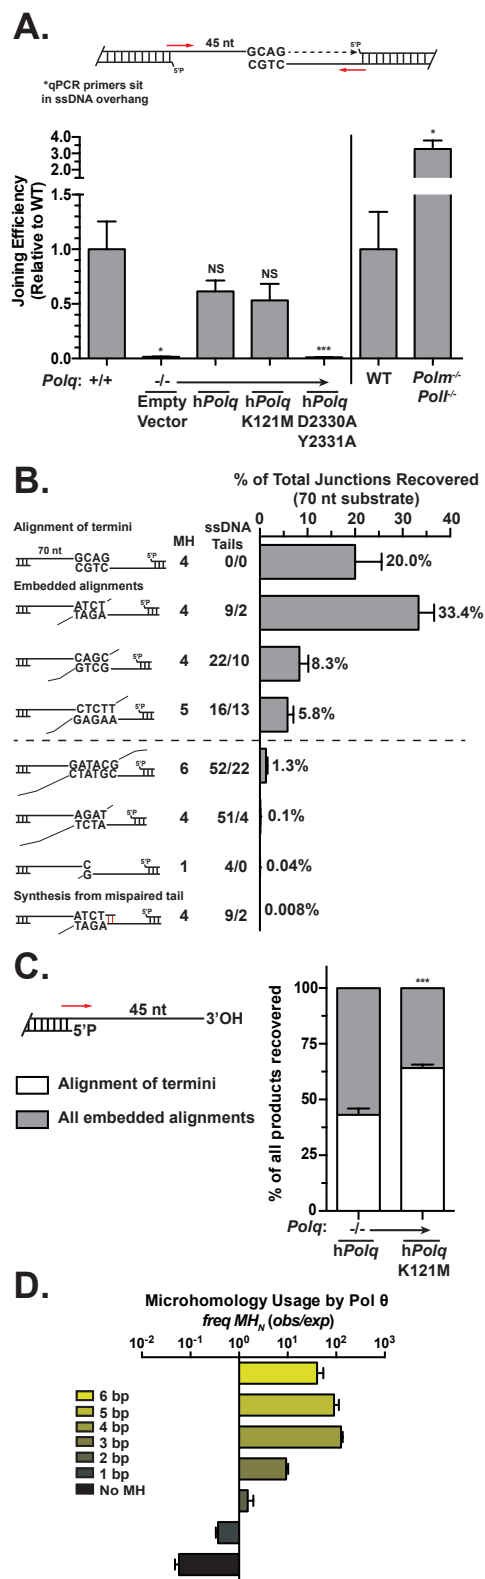 A.
45 nt
GCAG
CGTC
5'P
5'P
*qPCR primers sit
in ssDNA overhang
Joining Efficiency
(Relative to WT)
4.0
3.0
2.0
1.5
1.0
0.5
0.0
*
NS
NS
***
*
Polq: +/+
-/-
Empty
Vector
hPolq
hPolq
K121M
hPolq
D2330A
Y2331A
WT
Polm-/-
Poll-/-
B.
% of Total Junctions Recovered
(70 nt substrate)
0 10 20 30 40
MH
ssDNA
Tails
Alignment of termini
70 nt
GCAG
CGTC
5'P
4 0/0 20.0%
Embedded alignments
ATCT
TAGA
5'P
4 9/2 33.4%
CAGC
GTCG
5'P
4 22/10 8.3%
CTCTT
GAGAA
5'P
5 16/13 5.8%
GATACG
CTATGC
5'P
6 52/22 1.3%
AGAT
TCTA
5'P
4 51/4 0.1%
C
G
5'P
1 4/0 0.04%
Synthesis from mispaired tail
ATCT
TAGA
5'P
4 9/2 0.008%
C.
45 nt
3'OH
5'P
Alignment of termini
All embedded alignments
% of all products recovered
100
75
50
25
0
***
Polq: -/-
hPolq
hPolq
K121M
D.
Microhomology Usage by Pol θ
freq MHN (obs/exp)
10-2 10-1 100 101 102 103
6 bp
5 bp
4 bp
3 bp
2 bp
1 bp
No MH